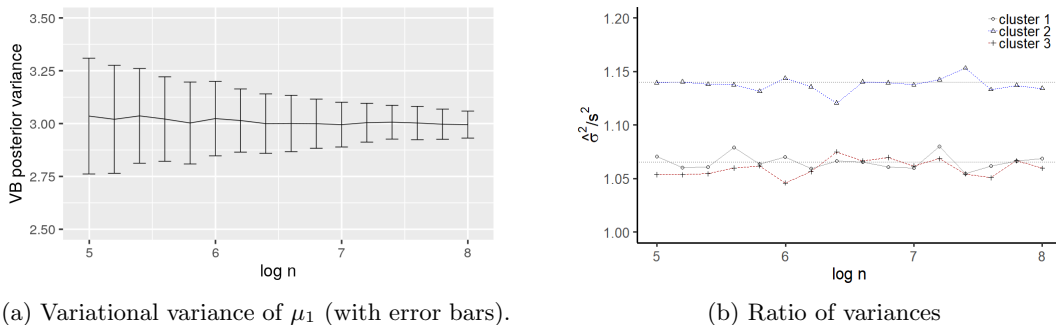 3.50
3.25
3.00
2.75
2.50
VB posterior variance
5
6
7
8
log n
(a) Variational variance of μ₁ (with error bars).
1.20
1.15
1.10
1.05
1.00
σ̂²/s²
cluster 1
cluster 2
cluster 3
5
6
7
8
log n
(b) Ratio of variances